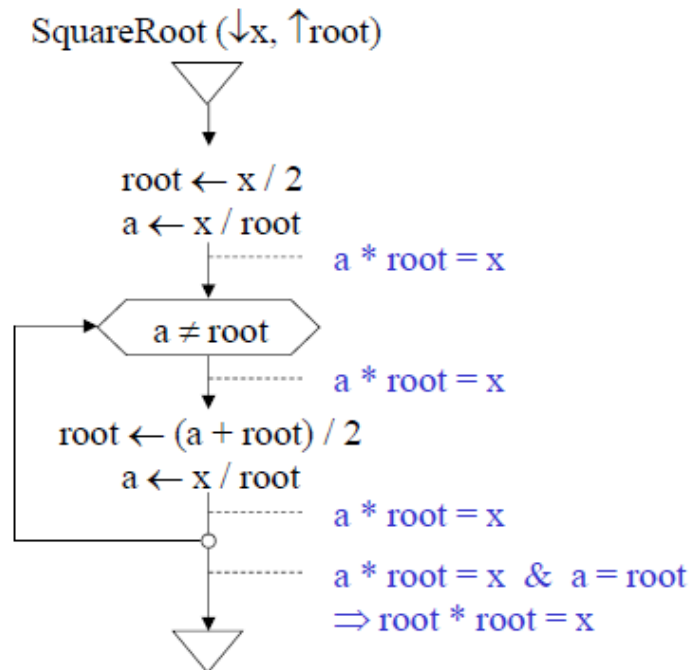 SquareRoot (↓x, ↑root)
root ← x / 2
a ← x / root
a * root = x
a ≠ root
a * root = x
root ← (a + root) / 2
a ← x / root
a * root = x
a * root = x & a = root
⇒ root * root = x